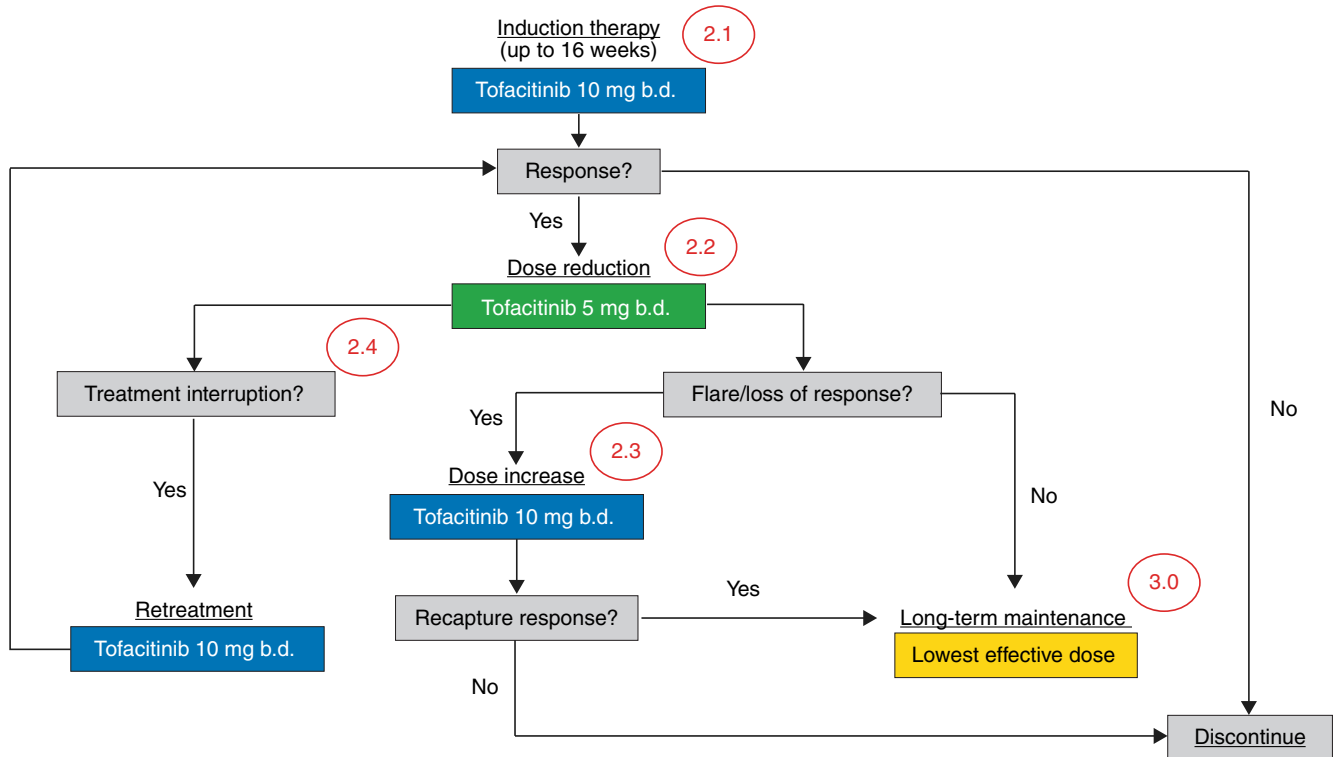 Induction therapy
(up to 16 weeks)
2.1
Tofacitinib 10 mg b.d.
Response?
Yes
2.2
Dose reduction
Tofacitinib 5 mg b.d.
2.4
Treatment interruption?
Flare/loss of response?
No
Yes
2.3
Dose increase
Yes
Tofacitinib 10 mg b.d.
No
3.0
Retreatment
Tofacitinib 10 mg b.d.
Recapture response?
Yes
Long-term maintenance
Lowest effective dose
No
Discontinue